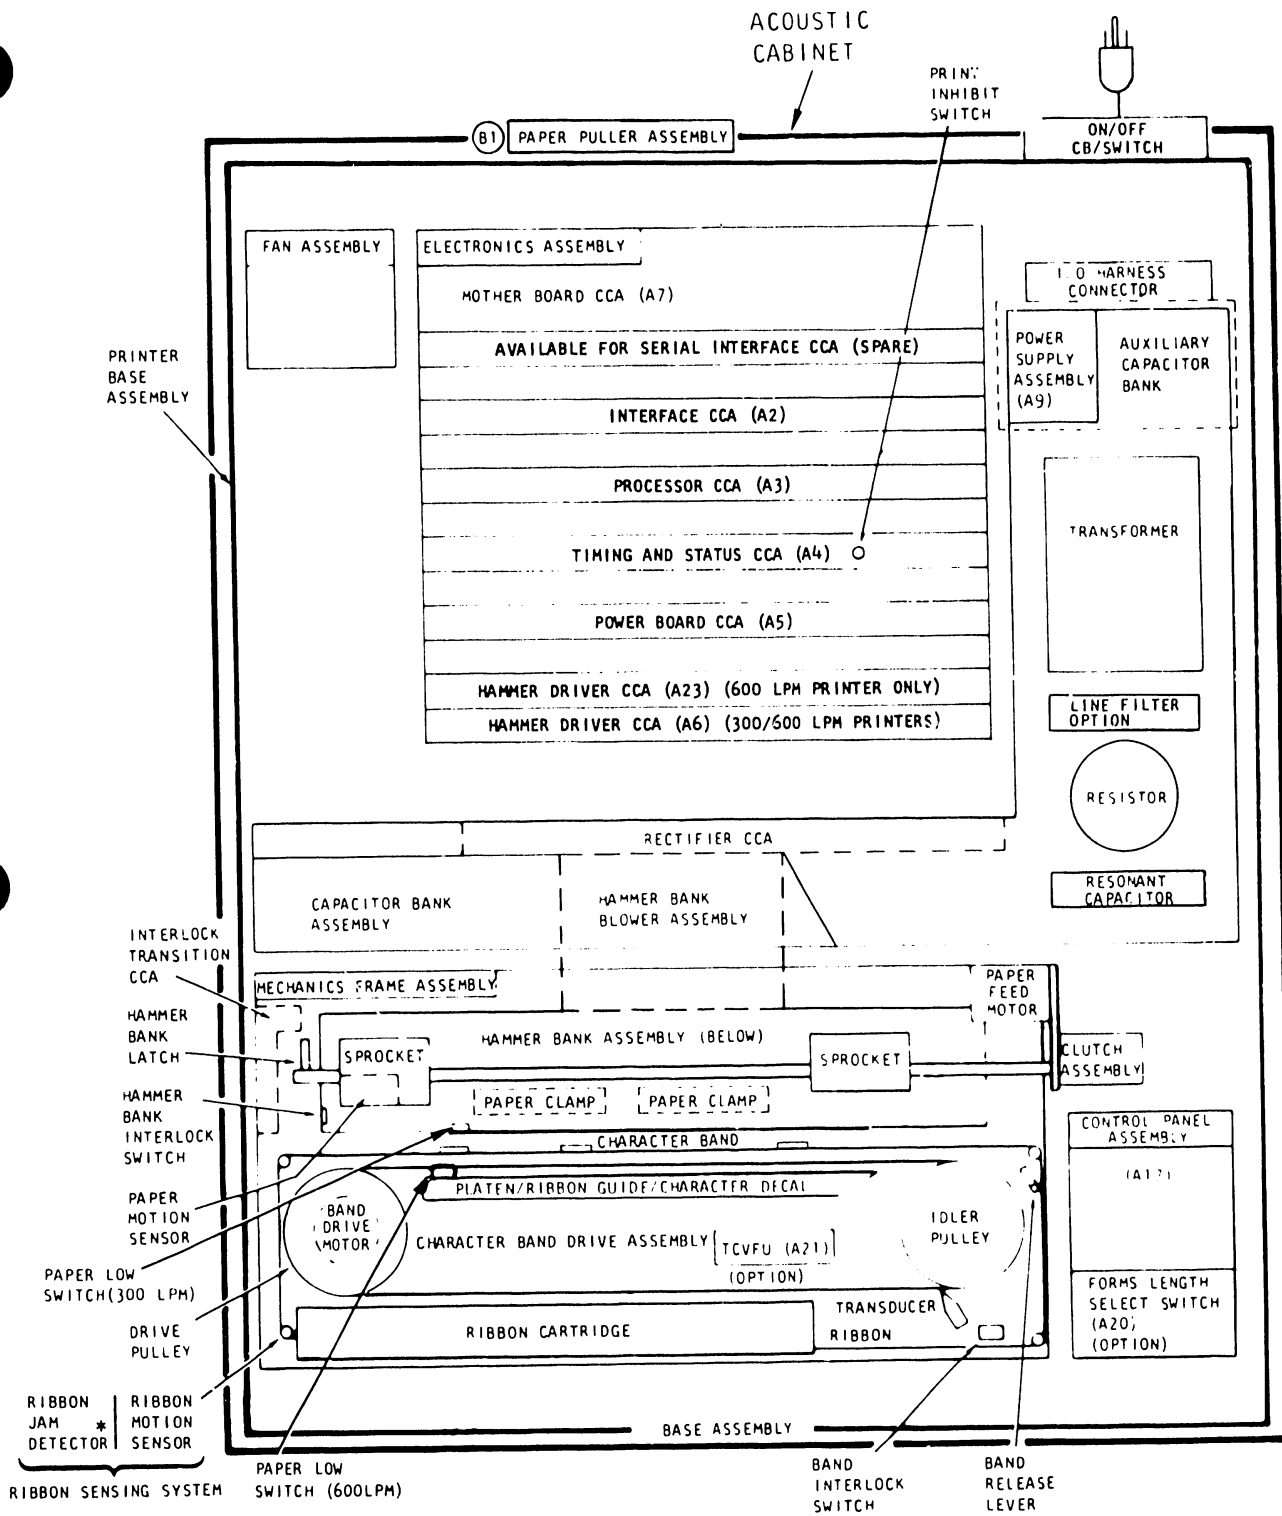 ACOUSTIC
CABINET
PRINT
INHIBIT
SWITCH
B1
PAPER PULLER ASSEMBLY
ON/OFF
CB/SWITCH
FAN ASSEMBLY
ELECTRONICS ASSEMBLY
MOTHER BOARD CCA (A7)
HARNESS
CONNECTOR
AVAILABLE FOR SERIAL INTERFACE CCA (SPARE)
POWER
SUPPLY
ASSEMBLY
(A9)
AUXILIARY
CAPACITOR
BANK
PRINTER
BASE
ASSEMBLY
INTERFACE CCA (A2)
PROCESSOR CCA (A3)
TRANSFORMER
TIMING AND STATUS CCA (A4)
POWER BOARD CCA (A5)
HAMMER DRIVER CCA (A23) (600 LPM PRINTER ONLY)
HAMMER DRIVER CCA (A6) (300/600 LPM PRINTERS)
LINE FILTER
OPTION
RESISTOR
RECTIFIER CCA
RESONANT
CAPACITOR
CAPACITOR BANK
ASSEMBLY
HAMMER BANK
BLOWER ASSEMBLY
INTERLOCK
TRANSITION
CCA
MECHANICS FRAME ASSEMBLY
PAPER
FEED
MOTOR
HAMMER
BANK
LATCH
HAMMER BANK ASSEMBLY (BELOW)
SPROCKET
SPROCKET
CLUTCH
ASSEMBLY
HAMMER
BANK
INTERLOCK
SWITCH
PAPER CLAMP
PAPER CLAMP
CONTROL PANEL
ASSEMBLY
CHARACTER BAND
PLATEN/RIBBON GUIDE/CHARACTER DECAL
PAPER
MOTION
SENSOR
BAND
DRIVE
MOTOR
CHARACTER BAND DRIVE ASSEMBLY
TCVFU (A21)
(OPTION)
IDLER
PULLEY
PAPER LOW
SWITCH(300 LPM)
FORMS LENGTH
SELECT SWITCH
(A20)
(OPTION)
DRIVE
PULLEY
TRANSDUCER
RIBBON CARTRIDGE
RIBBON
RIBBON
JAM *
DETECTOR
RIBBON
MOTION
SENSOR
RIBBON SENSING SYSTEM
BASE ASSEMBLY
PAPER LOW
SWITCH (600LPM)
BAND
INTERLOCK
SWITCH
BAND
RELEASE
LEVER